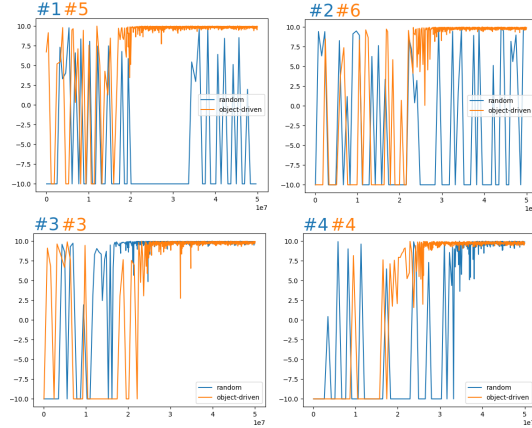 #1 #5
10.0
7.5
5.0
2.5
0.0
−2.5
−5.0
−7.5
−10.0
random
object-driven
0 1 2 3 4 5
1e7
#2 #6
10.0
7.5
5.0
2.5
0.0
−2.5
−5.0
−7.5
−10.0
random
object-driven
0 1 2 3 4 5
1e7
#3 #3
10.0
7.5
5.0
2.5
0.0
−2.5
−5.0
−7.5
−10.0
random
object-driven
0 1 2 3 4 5
1e7
#4 #4
10.0
7.5
5.0
2.5
0.0
−2.5
−5.0
−7.5
−10.0
random
object-driven
0 1 2 3 4 5
1e7